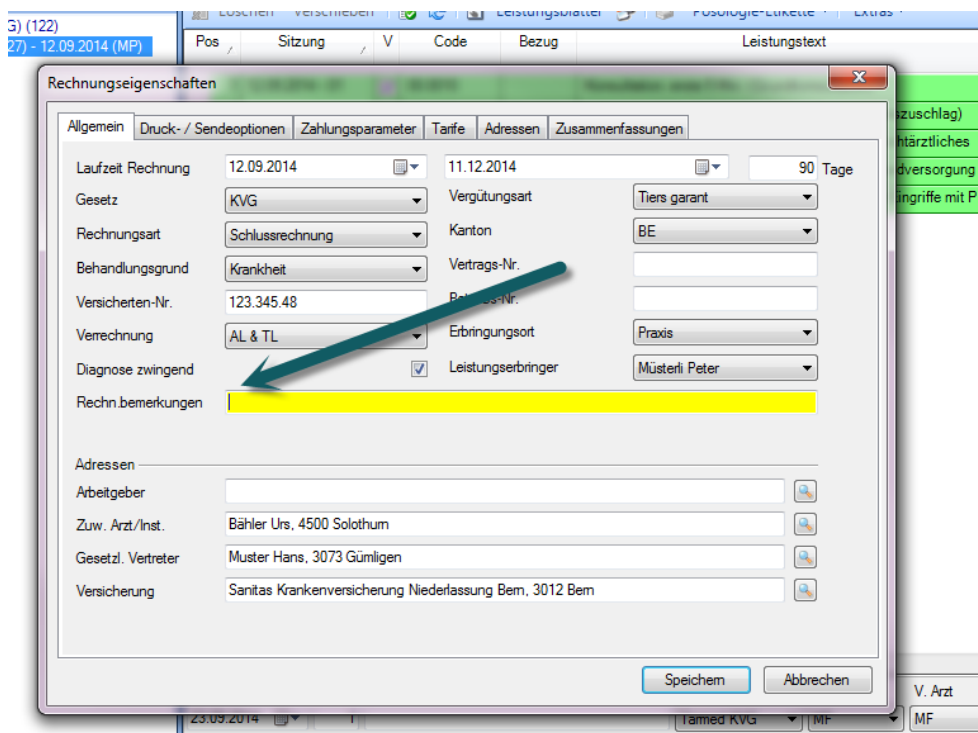 Löschen Verschieben Leistungsblätter Posologie-Etikette Extras
G) (122)
27) - 12.09.2014 (MP)
Pos Sitzung V Code Bezug Leistungstext
Rechnungseigenschaften
szuschlag)
htärztliches
dversorgung
ingriffe mit P
Allgemein Druck- / Sendeoptionen Zahlungsparameter Tarife Adressen Zusammenfassungen
Laufzeit Rechnung 12.09.2014 11.12.2014 90 Tage
Gesetz KVG Vergütungsart Tiers garant
Rechnungsart Schlussrechnung Kanton BE
Behandlungsgrund Krankheit Vertrags-Nr.
Versicherten-Nr. 123.345.48
Verrechnung AL & TL Erbringungsort Praxis
Diagnose zwingend Leistungserbringer Müsterli Peter
Rechn.bemerkungen
Adressen
Arbeitgeber
Zuw. Arzt/Inst. Bähler Urs, 4500 Solothurn
Gesetzl. Vertreter Muster Hans, 3073 Gümligen
Versicherung Sanitas Krankenversicherung Niederlassung Bern, 3012 Bern
Speichern Abbrechen
V. Arzt
23.09.2014 1 Tarmed KVG MF MF